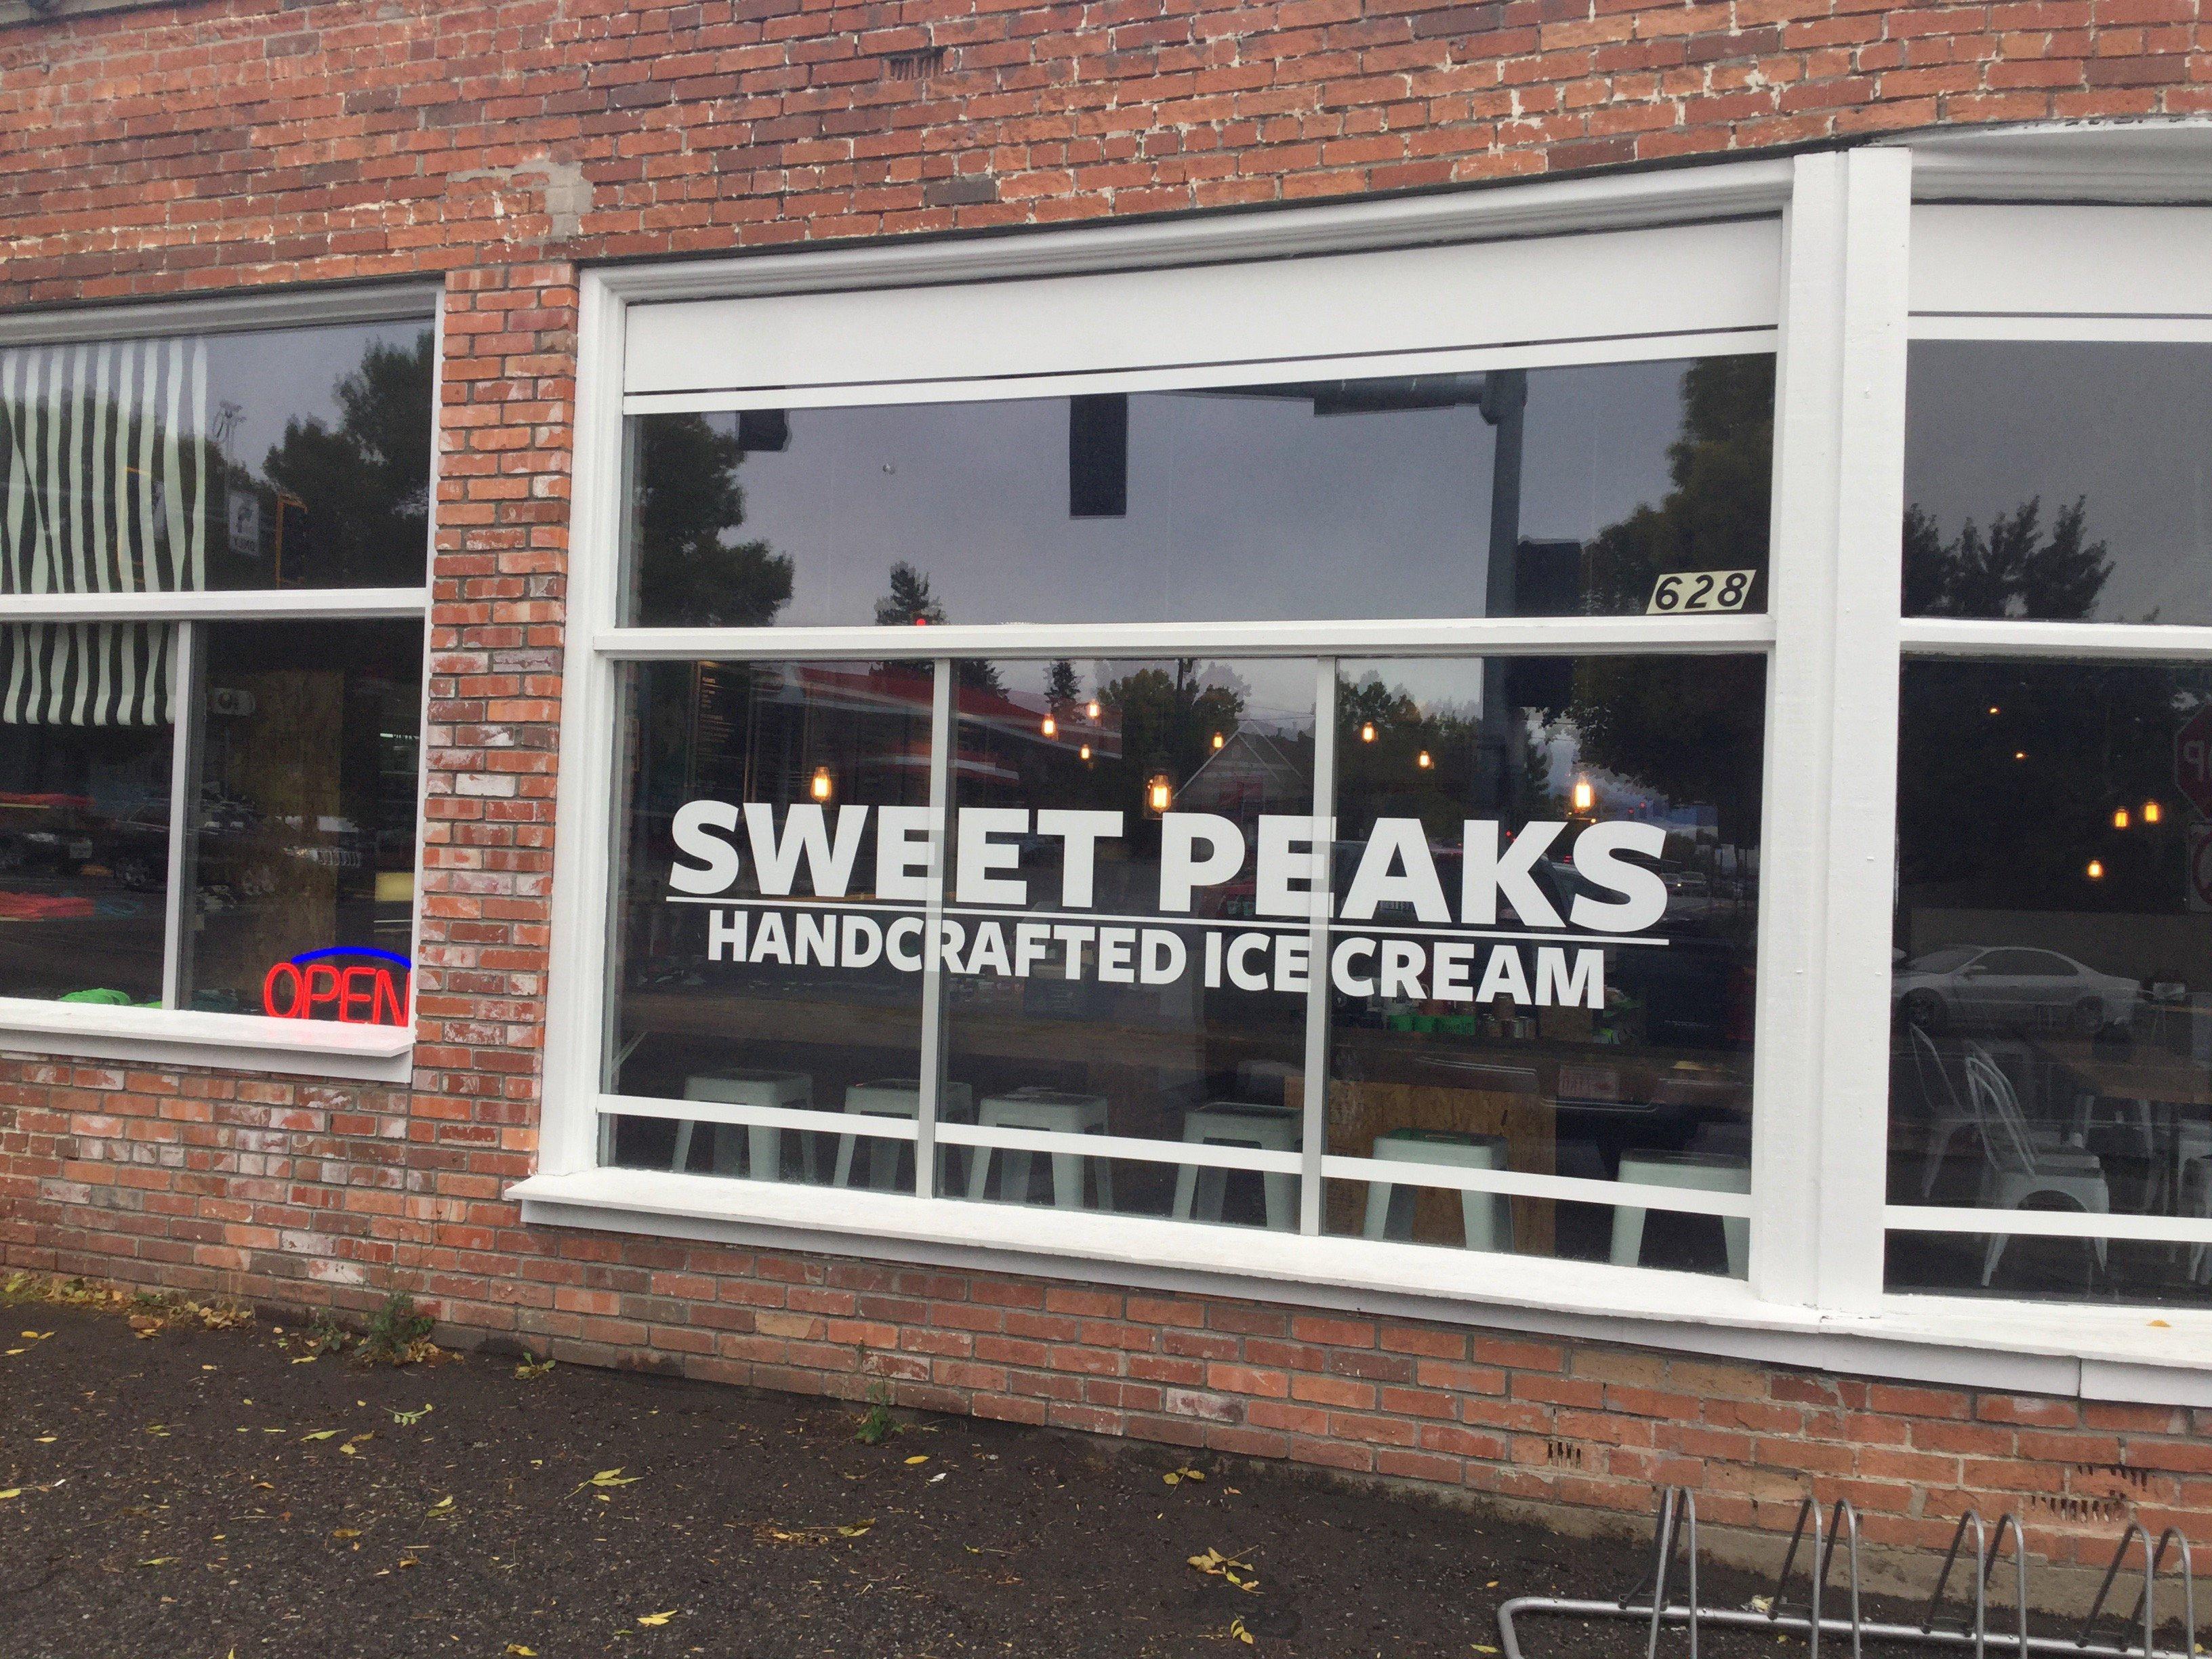 628
SWEET PEAKS
HANDCRAFTED ICE CREAM
OPEN